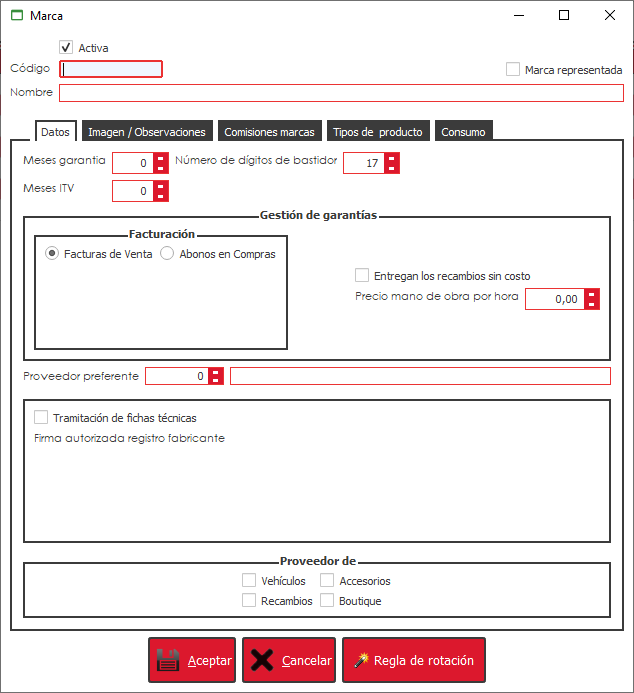 Marca
Activa
Código
Marca representada
Nombre
Datos Imagen / Observaciones Comisiones marcas Tipos de producto Consumo
Meses garantia 0 Número de dígitos de bastidor 17
Meses ITV 0
Gestión de garantías
Facturación
Facturas de Venta Abonos en Compras
Entregan los recambios sin costo
Precio mano de obra por hora 0,00
Proveedor preferente 0
Tramitación de fichas técnicas
Firma autorizada registro fabricante
Proveedor de
Vehículos Accesorios
Recambios Boutique
Aceptar Cancelar Regla de rotación